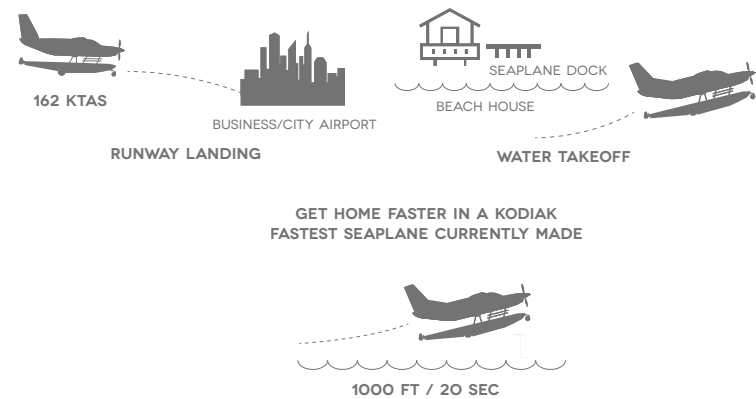 162 KTAS
BUSINESS/CITY AIRPORT
RUNWAY LANDING
SEAPLANE DOCK
BEACH HOUSE
WATER TAKEOFF
GET HOME FASTER IN A KODIAK
FASTEST SEAPLANE CURRENTLY MADE
1000 FT / 20 SEC